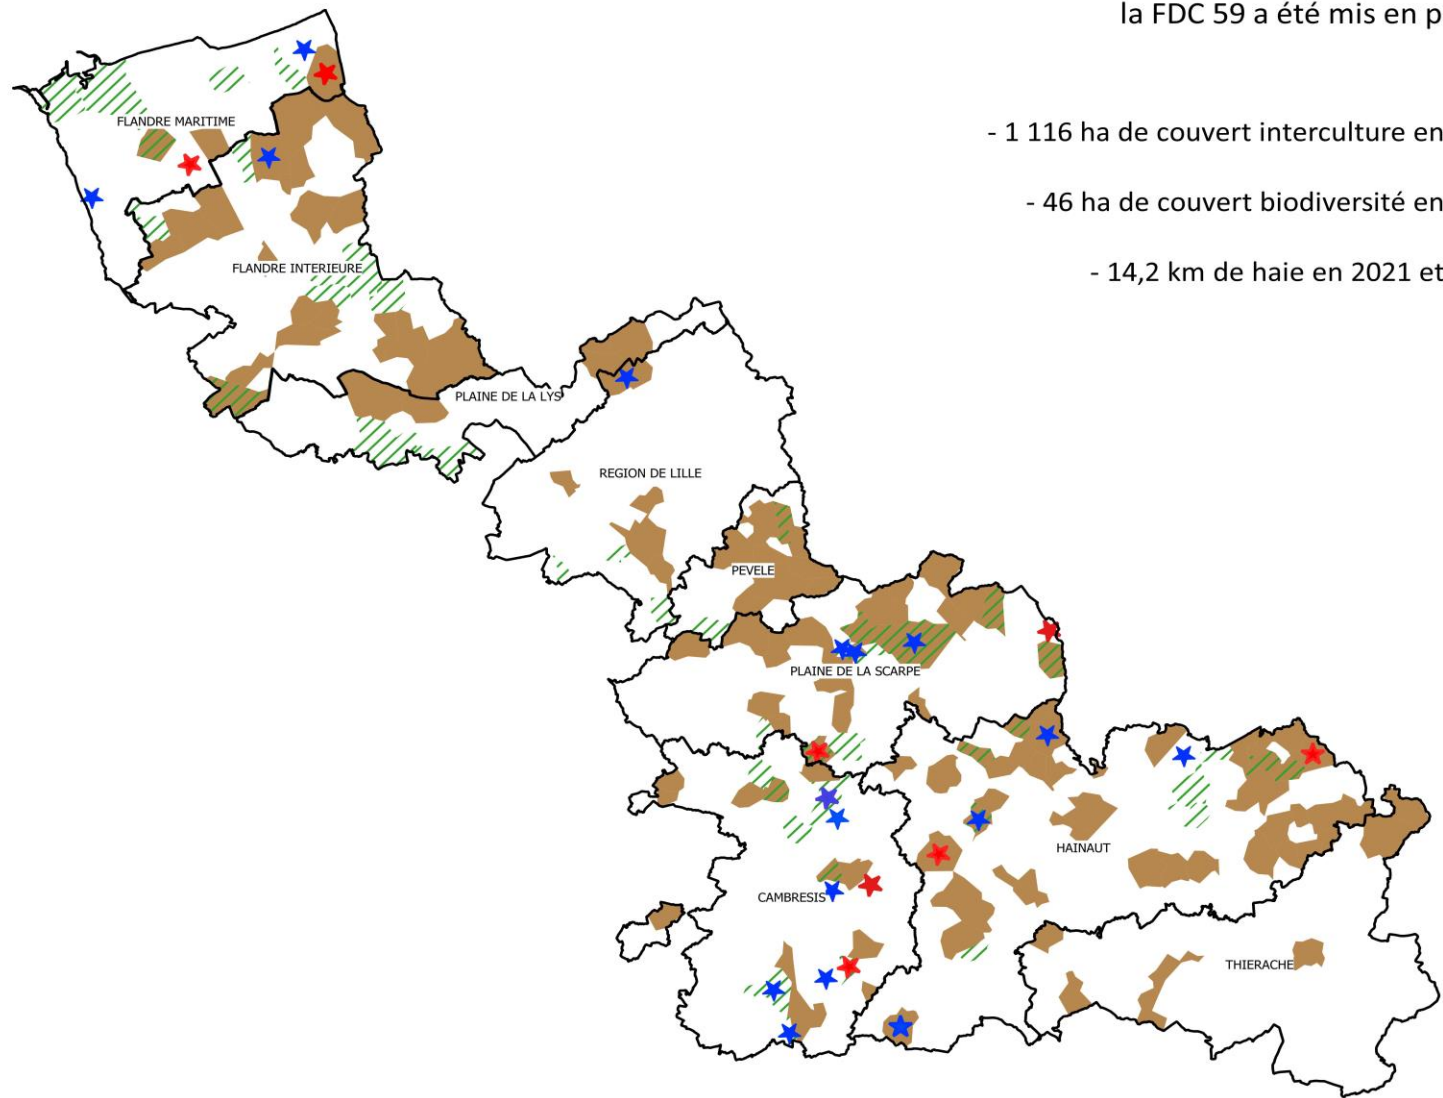 la FDC 59 a été mis en p
- 1 116 ha de couvert interculture en
- 46 ha de couvert biodiversité en
- 14,2 km de haie en 2021 et
FLANDRE MARITIME
FLANDRE INTERIEURE
PLAINE DE LA LYS
REGION DE LILLE
PEVELE
PLAINE DE LA SCARPE
HAINAUT
CAMBRESIS
THIERACHE